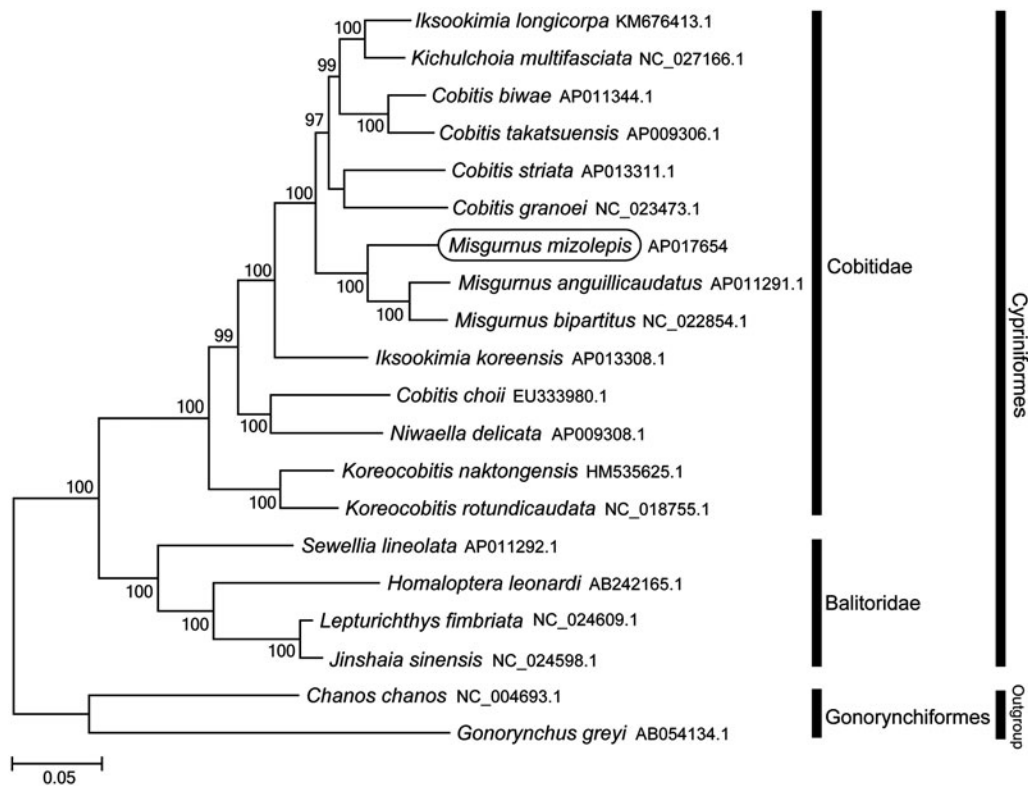 Iksookimia longicorpa KM676413.1
100
Kichulchoia multifasciata NC_027166.1
99
Cobitis biwae AP011344.1
97
100
Cobitis takatsuensis AP009306.1
Cobitis striata AP013311.1
100
Cobitis granoei NC_023473.1
Misgurnus mizolepis AP017654
100
100
Misgurnus anguillicaudatus AP011291.1
100
Misgurnus bipartitus NC_022854.1
99
Iksookimia koreensis AP013308.1
Cobitis choii EU333980.1
100
100
Niwaella delicata AP009308.1
Koreocobitis naktongensis HM535625.1
100
100
Koreocobitis rotundicaudata NC_018755.1
Sewellia lineolata AP011292.1
100
Homaloptera leonardi AB242165.1
100
Lepturichthys fimbriata NC_024609.1
100
Jinshaia sinensis NC_024598.1
Chanos chanos NC_004693.1
Gonorynchus greyi AB054134.1
0.05
Cobitidae
Balitoridae
Gonorynchiformes
Cypriniformes
Outgroup